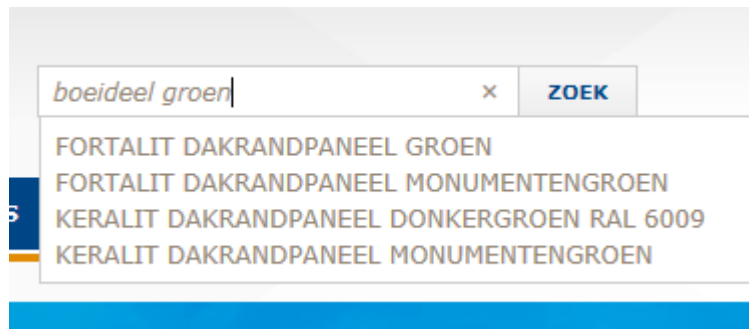 boeideel groen × ZOEK
FORTALIT DAKRANDPANEEL GROEN
FORTALIT DAKRANDPANEEL MONUMENTENGROEN
S KERALIT DAKRANDPANEEL DONKERGROEN RAL 6009
KERALIT DAKRANDPANEEL MONUMENTENGROEN